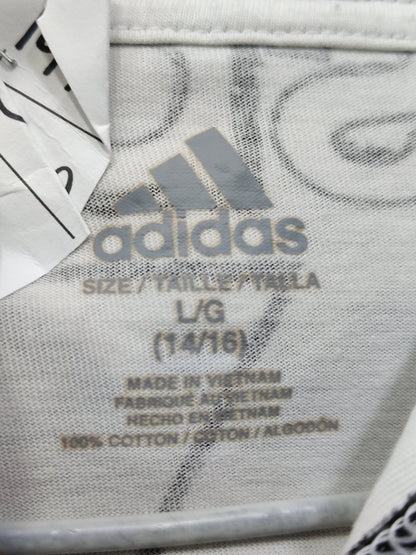 adidas
SIZE / TAILLE / TALLA
L/G
(14/16)
MADE IN VIETNAM
FABRIQUÉ AU VIETNAM
HECHO EN VIETNAM
100% COTTON / COTON / ALGODÓN